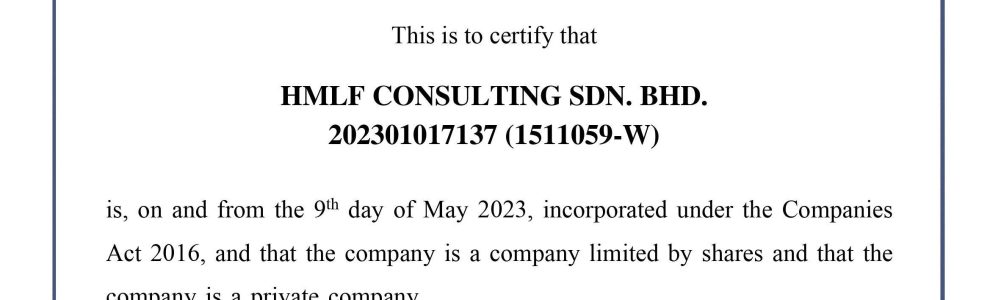 This is to certify that
HMLF CONSULTING SDN. BHD.
202301017137 (1511059-W)
is, on and from the 9th day of May 2023, incorporated under the Companies
Act 2016, and that the company is a company limited by shares and that the
company is a private company.